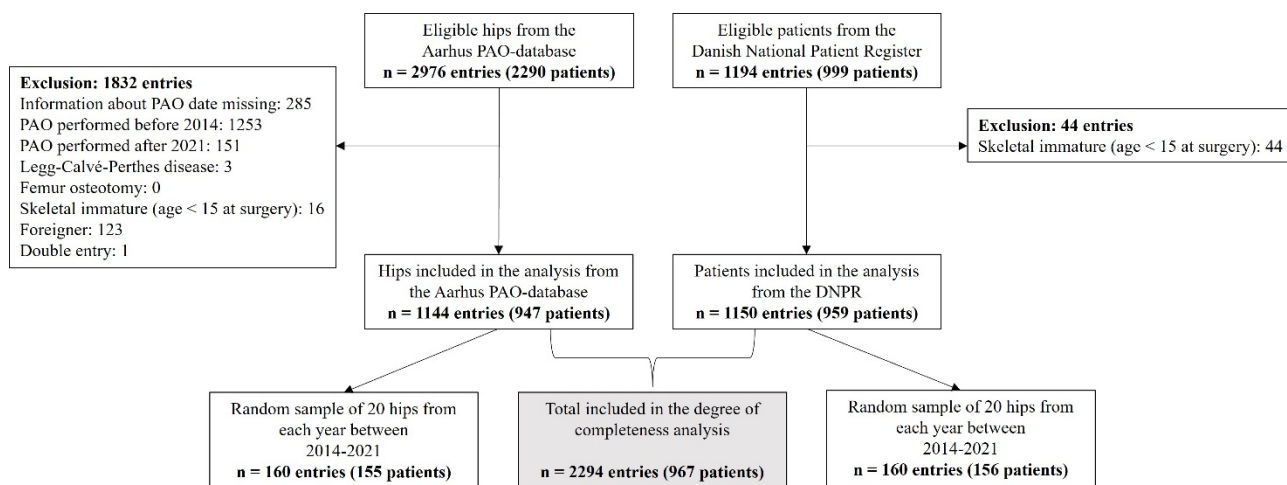 Eligible hips from the
Aarhus PAO-database
n = 2976 entries (2290 patients)
Eligible patients from the
Danish National Patient Register
n = 1194 entries (999 patients)
Exclusion: 1832 entries
Information about PAO date missing: 285
PAO performed before 2014: 1253
PAO performed after 2021: 151
Legg-Calvé-Perthes disease: 3
Femur osteotomy: 0
Skeletal immature (age < 15 at surgery): 16
Foreigner: 123
Double entry: 1
Exclusion: 44 entries
Skeletal immature (age < 15 at surgery): 44
Hips included in the analysis from
the Aarhus PAO-database
n = 1144 entries (947 patients)
Patients included in the analysis
from the DNPR
n = 1150 entries (959 patients)
Random sample of 20 hips from
each year between
2014-2021
n = 160 entries (155 patients)
Total included in the degree of
completeness analysis
n = 2294 entries (967 patients)
Random sample of 20 hips from
each year between
2014-2021
n = 160 entries (156 patients)